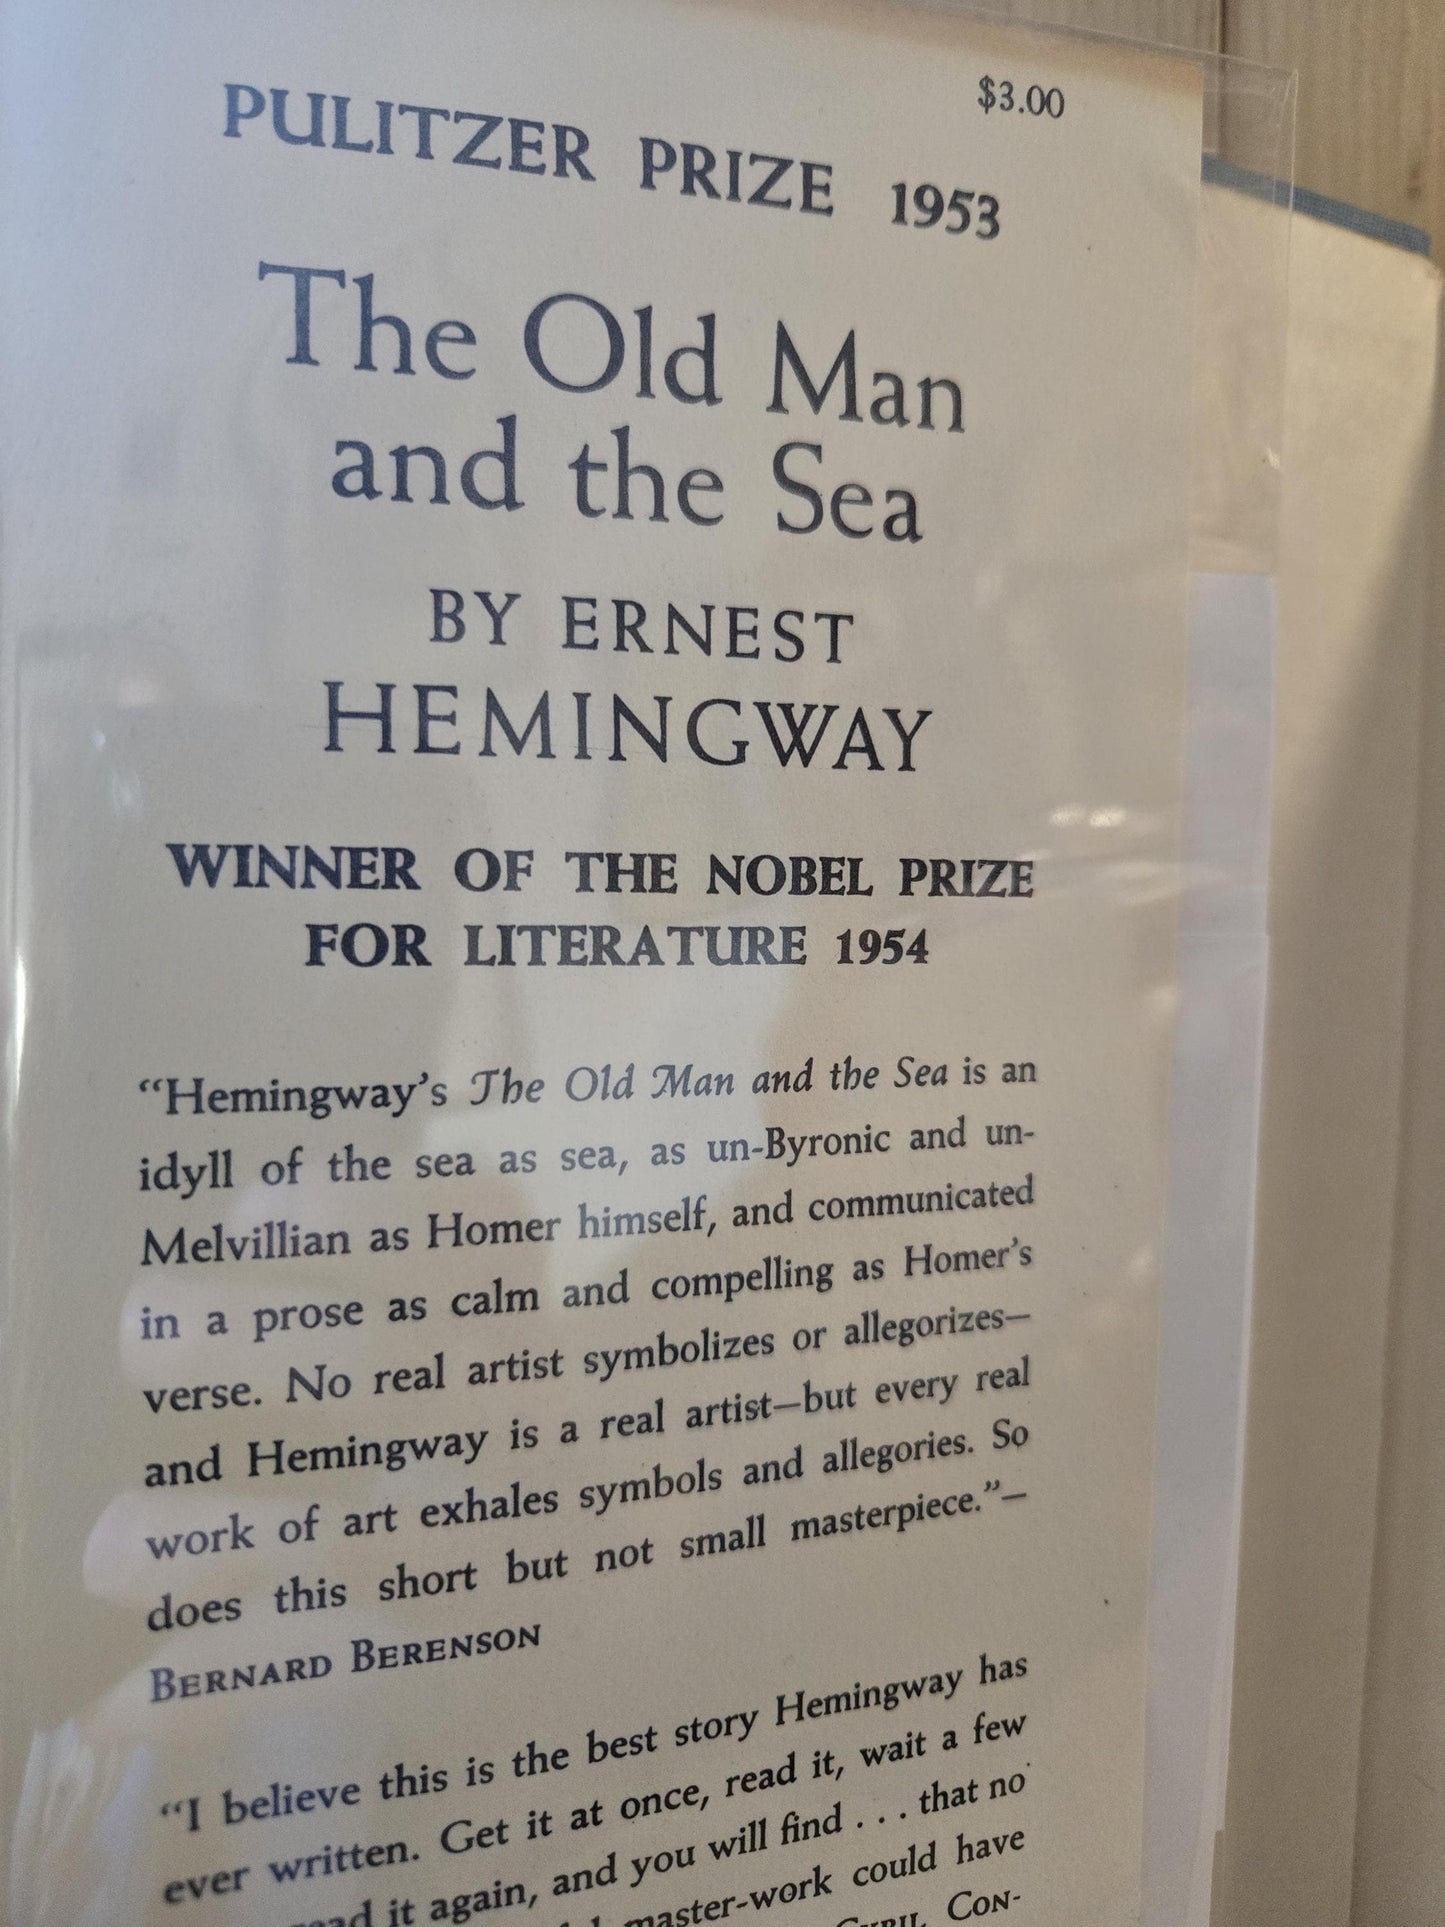 $3.00
PULITZER PRIZE 1953
The Old Man
and the Sea
BY ERNEST
HEMINGWAY
WINNER OF THE NOBEL PRIZE
FOR LITERATURE 1954
“Hemingway’s The Old Man and the Sea is an
idyll of the sea as sea, as un-Byronic and un-
Melvillian as Homer himself, and communicated
in a prose as calm and compelling as Homer’s
verse. No real artist symbolizes or allegorizes—
and Hemingway is a real artist—but every real
work of art exhales symbols and allegories. So
does this short but not small masterpiece.”—
BERNARD BERENSON
“I believe this is the best story Hemingway has
ever written. Get it at once, read it, wait a few
it again, and you will find . . . that no
master-work could have
CYRIL CON-